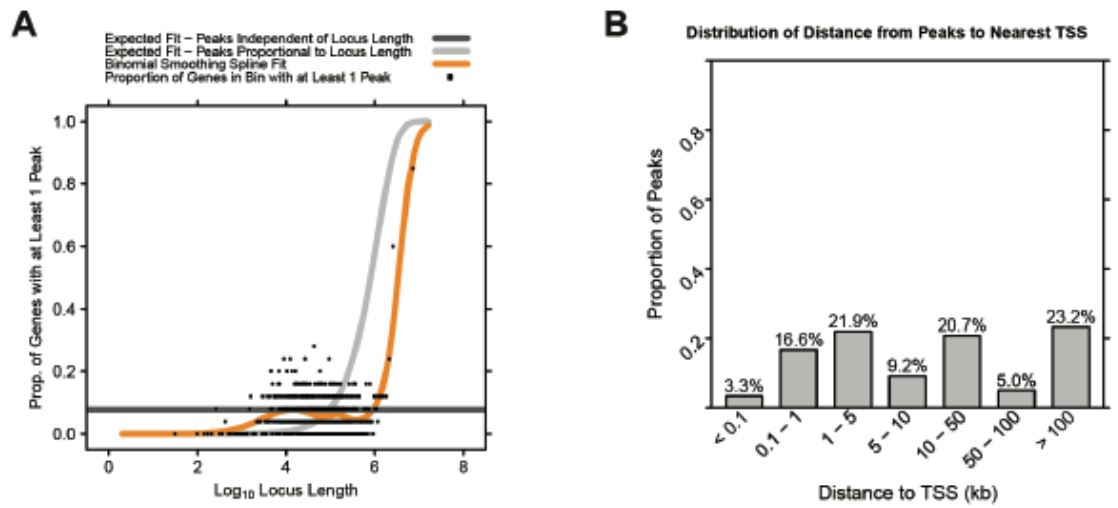 A
Expected Fit – Peaks Independent of Locus Length
Expected Fit – Peaks Proportional to Locus Length
Binomial Smoothing Spline Fit
Proportion of Genes in Bin with at Least 1 Peak
0 2 4 6 8
1.0
0.8
0.6
0.4
0.2
0.0
Prop. of Genes with at Least 1 Peak
0 2 4 6 8
Log10 Locus Length
B
Distribution of Distance from Peaks to Nearest TSS
Proportion of Peaks
0.8
0.6
0.4
0.2
3.3%
16.6%
21.9%
9.2%
20.7%
5.0%
23.2%
< 0.1
0.1 – 1
1 – 5
5 – 10
10 – 50
50 – 100
> 100
Distance to TSS (kb)